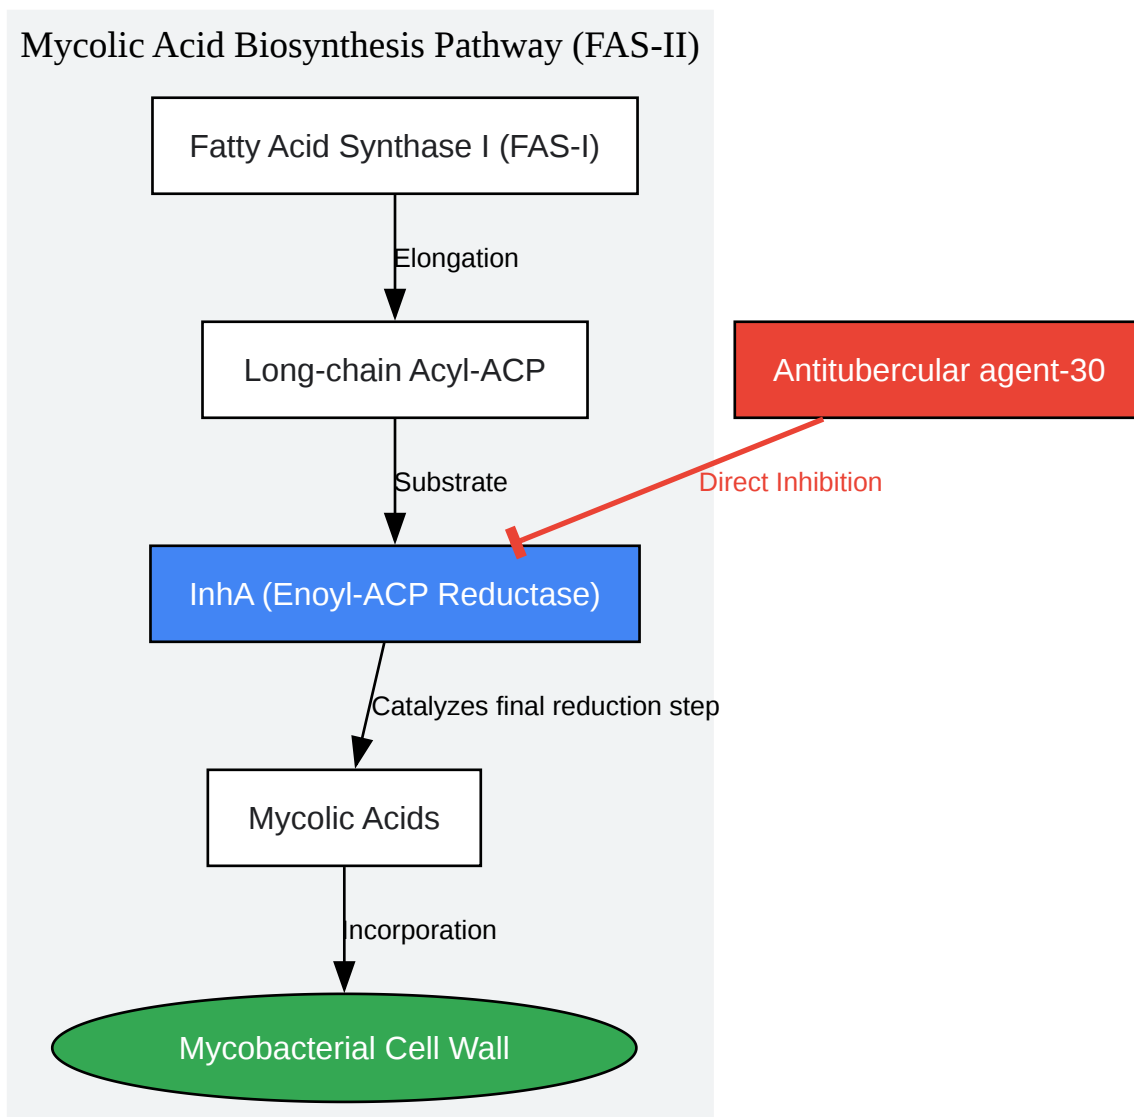 Mycolic Acid Biosynthesis Pathway (FAS-II)
Fatty Acid Synthase I (FAS-I)
Elongation
Long-chain Acyl-ACP
Antitubercular agent-30
Substrate
Direct Inhibition
InhA (Enoyl-ACP Reductase)
Catalyzes final reduction step
Mycolic Acids
Incorporation
Mycobacterial Cell Wall